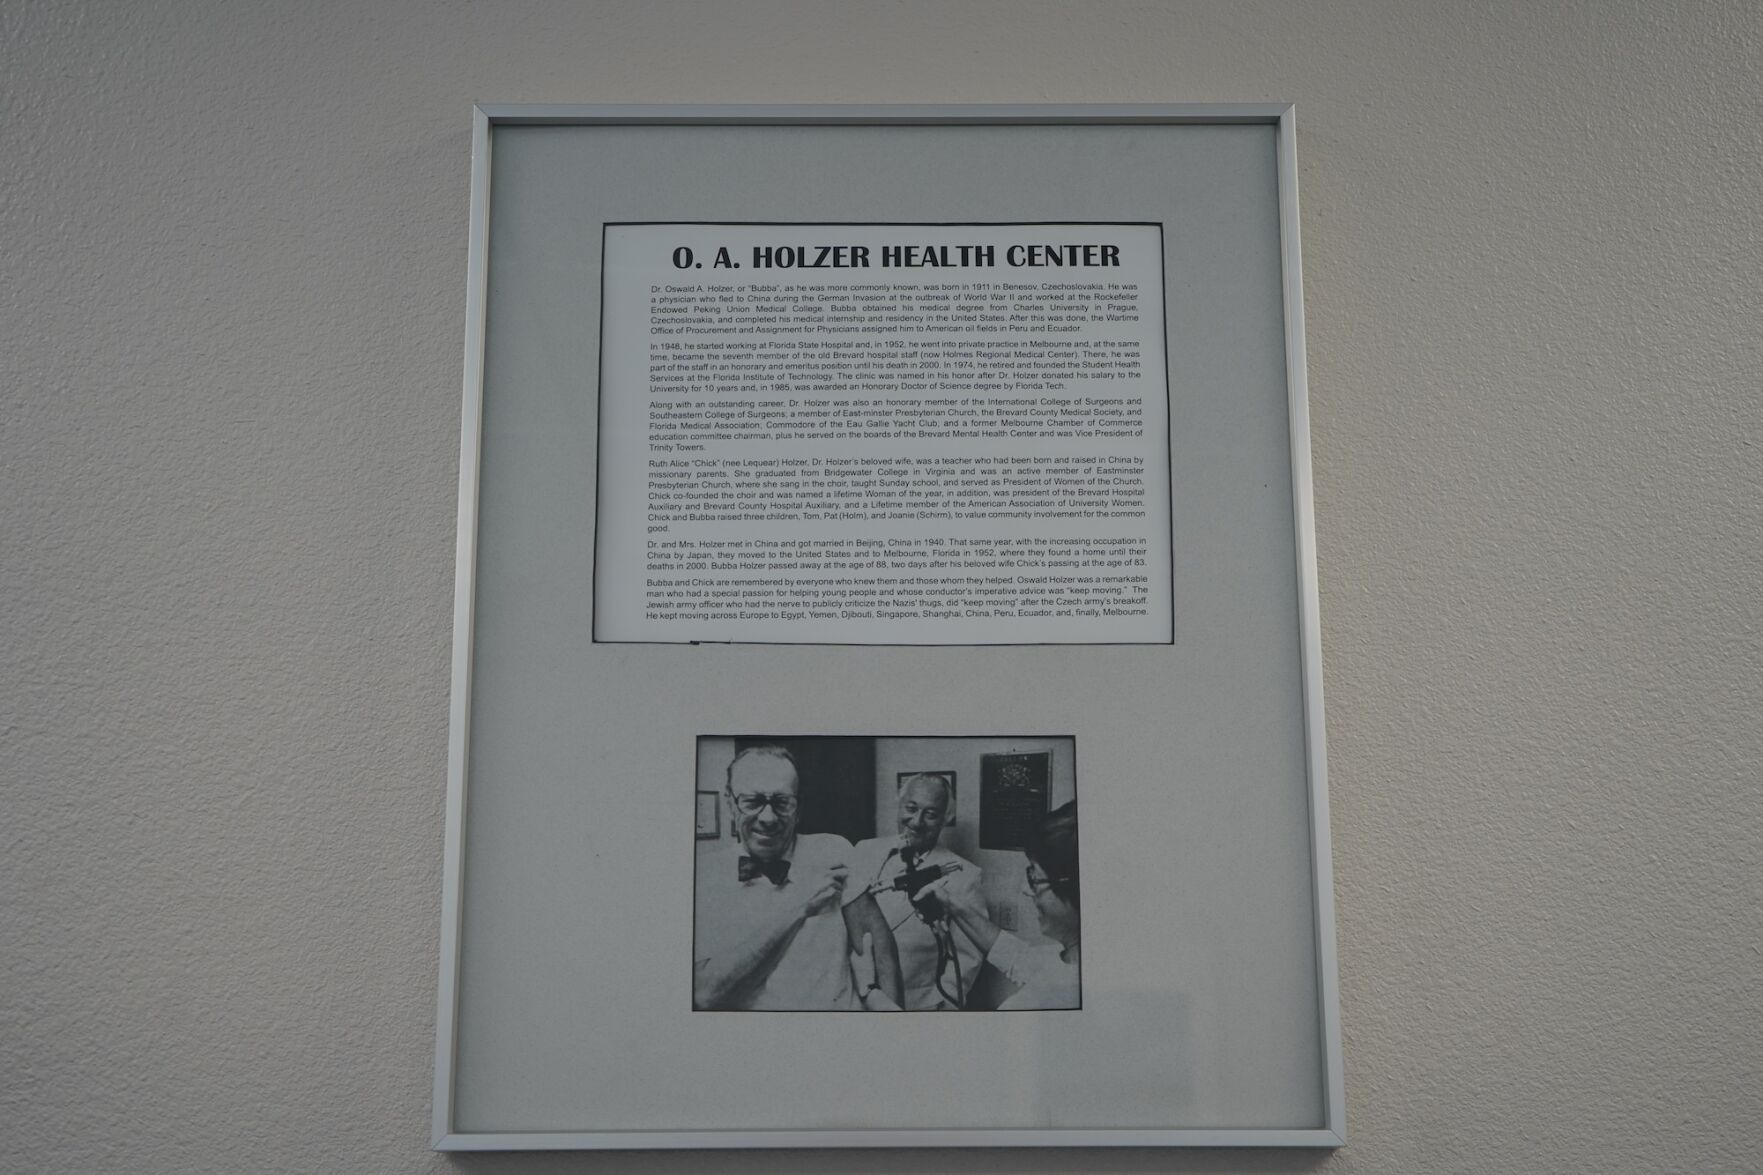 O. A. HOLZER HEALTH CENTER
Dr. Oswald A. Holzer, or "Bubba", as he was more commonly known, was born in 1911 in Benesov, Czechoslovakia. He was
a physician who fled to China during the German Invasion at the outbreak of World War II and worked at the Rockefeller
Endowed Peking Union Medical College. Bubba obtained his medical degree from Charles University in Prague,
Czechoslovakia, and completed his medical internship and residency in the United States. After this was done, the Wartime
Office of Procurement and Assignment for Physicians assigned him to American oil fields in Peru and Ecuador.
In 1948, he started working at Florida State Hospital and, in 1952, he went into private practice in Melbourne and, at the same
time, became the seventh member of the old Brevard hospital staff (now Holmes Regional Medical Center). There, he was
part of the staff in an honorary and emeritus position until his death in 2000. In 1974, he retired and founded the Student Health
Services at the Florida Institute of Technology. The clinic was named in his honor after Dr. Holzer donated his salary to the
University for 10 years and, in 1985, was awarded an Honorary Doctor of Science degree by Florida Tech.
Along with an outstanding career, Dr. Holzer was also an honorary member of the International College of Surgeons and
Southeastern College of Surgeons; a member of East-minster Presbyterian Church, the Brevard County Medical Society, and
Florida Medical Association; Commodore of the Eau Gallie Yacht Club; and a former Melbourne Chamber of Commerce
education committee chairman, plus he served on the boards of the Brevard Mental Health Center and was Vice President of
Trinity Towers.
Ruth Alice "Chick" (nee Lequear) Holzer, Dr. Holzer's beloved wife, was a teacher who had been born and raised in China by
missionary parents. She graduated from Bridgewater College in Virginia and was an active member of Eastminster
Presbyterian Church, where she sang in the choir, taught Sunday school, and served as President of Women of the Church.
Chick co-founded the choir and was named a lifetime Woman of the year, in addition, was president of the Brevard Hospital
Auxiliary and Brevard County Hospital Auxiliary, and a Lifetime member of the American Association of University Women.
Chick and Bubba raised three children, Tom, Pat (Holm), and Joanie (Schirm), to value community involvement for the common
good.
Dr. and Mrs. Holzer met in China and got married in Beijing, China in 1940. That same year, with the increasing occupation in
China by Japan, they moved to the United States and to Melbourne, Florida in 1952, where they found a home until their
deaths in 2000. Bubba Holzer passed away at the age of 88, two days after his beloved wife Chick's passing at the age of 83.
Bubba and Chick are remembered by everyone who knew them and those whom they helped. Oswald Holzer was a remarkable
man who had a special passion for helping young people and whose conductor's imperative advice was "keep moving." The
Jewish army officer who had the nerve to publicly criticize the Nazis' thugs, did "keep moving" after the Czech army's breakoff.
He kept moving across Europe to Egypt, Yemen, Djibouti, Singapore, Shanghai, China, Peru, Ecuador, and, finally, Melbourne.